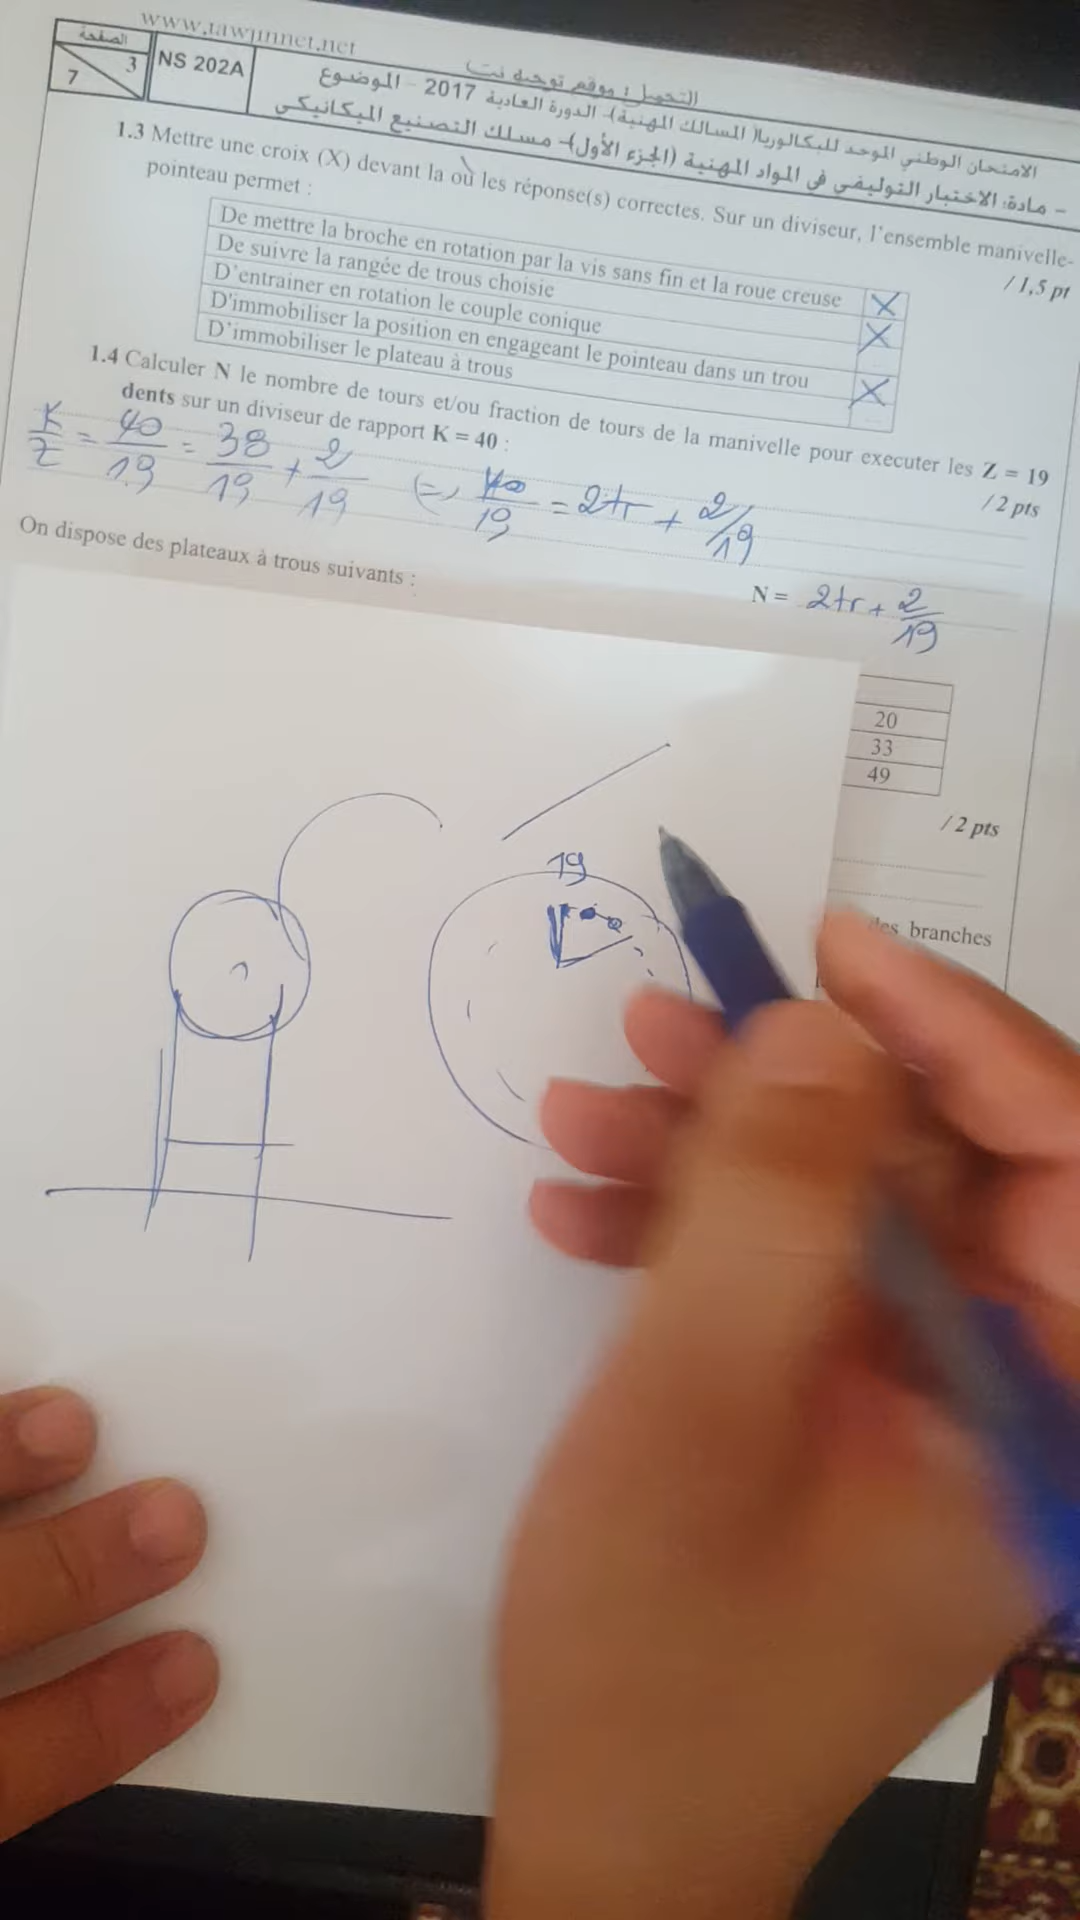 www.tawjihnet.net
الصفحة
3
7
NS 202A
التحميل : موقع توجيه نت
الامتحان الوطني الموحد للبكالوريا (المسالك المهنية)- الدورة العادية 2017 - الموضوع
- مادة: الاختبار التوليفي في المواد المهنية (الجزء الأول)- مسلك التصنيع الميكانيكي
1.3 Mettre une croix (X) devant la où les réponse(s) correctes. Sur un diviseur, l'ensemble manivelle-
pointeau permet :
/ 1,5 pt
De mettre la broche en rotation par la vis sans fin et la roue creuse X
De suivre la rangée de trous choisie X
D'entrainer en rotation le couple conique
D'immobiliser la position en engageant le pointeau dans un trou X
D'immobiliser le plateau à trous
1.4 Calculer N le nombre de tours et/ou fraction de tours de la manivelle pour executer les Z = 19
dents sur un diviseur de rapport K = 40 :
/ 2 pts
K/Z = 40/19 = 38/19 + 2/19 (=) 40/19 = 2tr + 2/19
N = 2tr + 2/19
On dispose des plateaux à trous suivants :
20
33
49
/ 2 pts
des branches
19